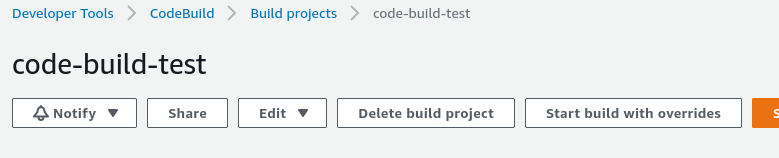 Developer Tools CodeBuild Build projects code-build-test
code-build-test
Notify Share Edit Delete build project Start build with overrides